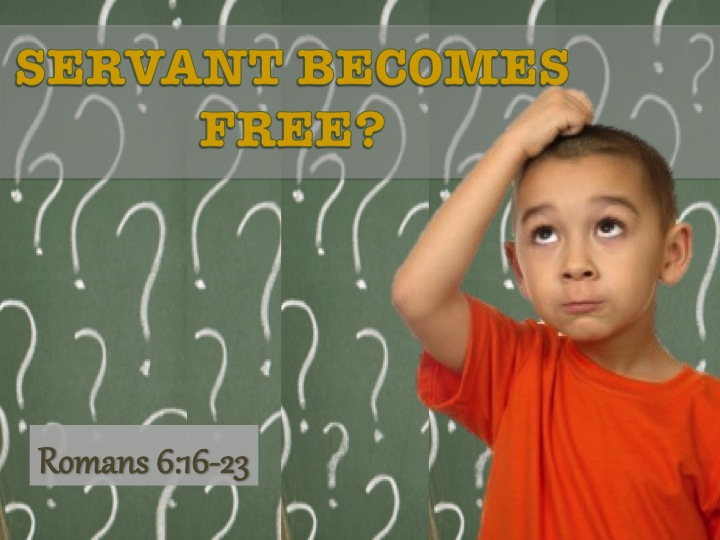 SERVANT BECOMES
FREE?
Romans 6:16-23